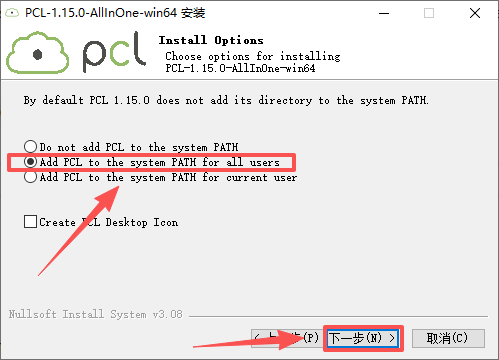 PCL-1.15.0-AllInOne-win64 安装
pcl
Install Options
Choose options for installing
PCL-1.15.0-AllInOne-win64
By default PCL 1.15.0 does not add its directory to the system PATH.
Do not add PCL to the system PATH
Add PCL to the system PATH for all users
Add PCL to the system PATH for current user
Create PCL Desktop Icon
Nullsoft Install System v3.08
< 上一步(P) 下一步(N) > 取消(C)